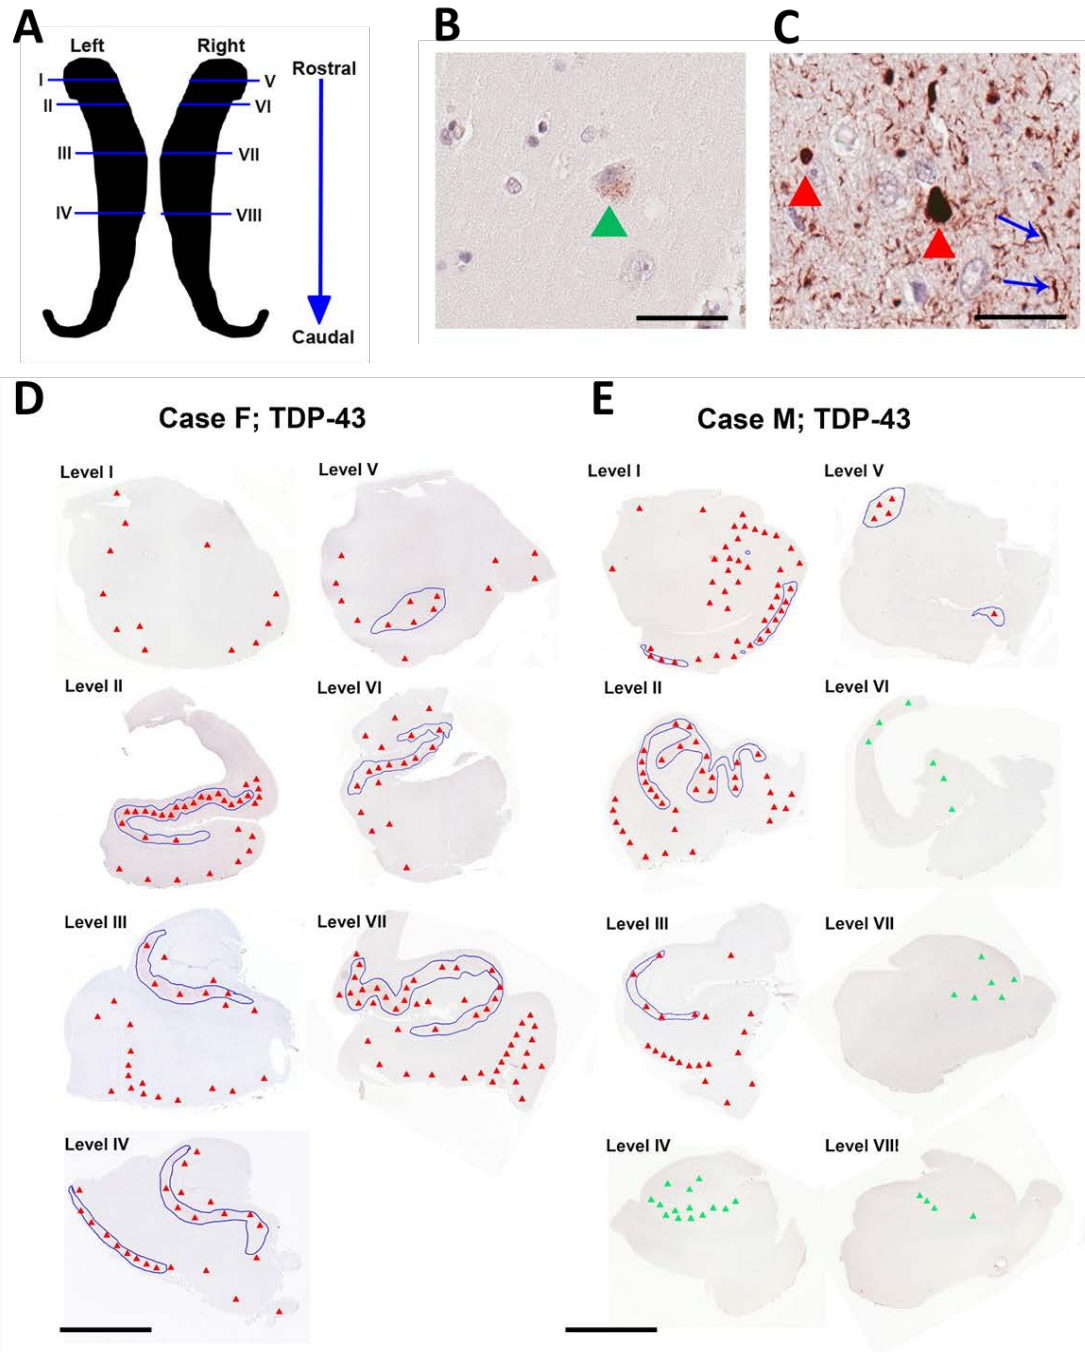 A
Left
Right
Rostral
I
V
II
VI
III
VII
IV
VIII
Caudal
B
C
D
Case F; TDP-43
E
Case M; TDP-43
Level I
Level V
Level I
Level V
Level II
Level VI
Level II
Level VI
Level III
Level VII
Level III
Level VII
Level IV
Level IV
Level VIII